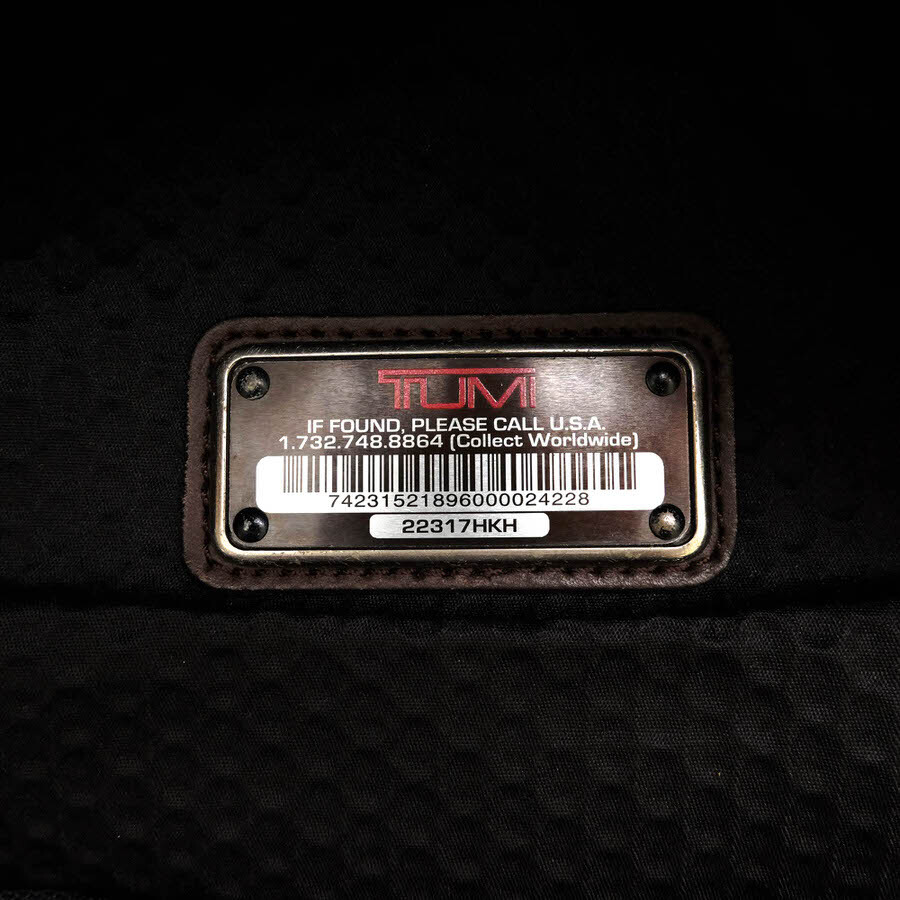 TUMI
IF FOUND, PLEASE CALL U.S.A.
1.732.748.8864 (Collect Worldwide)
74231521896000024228
22317HKH